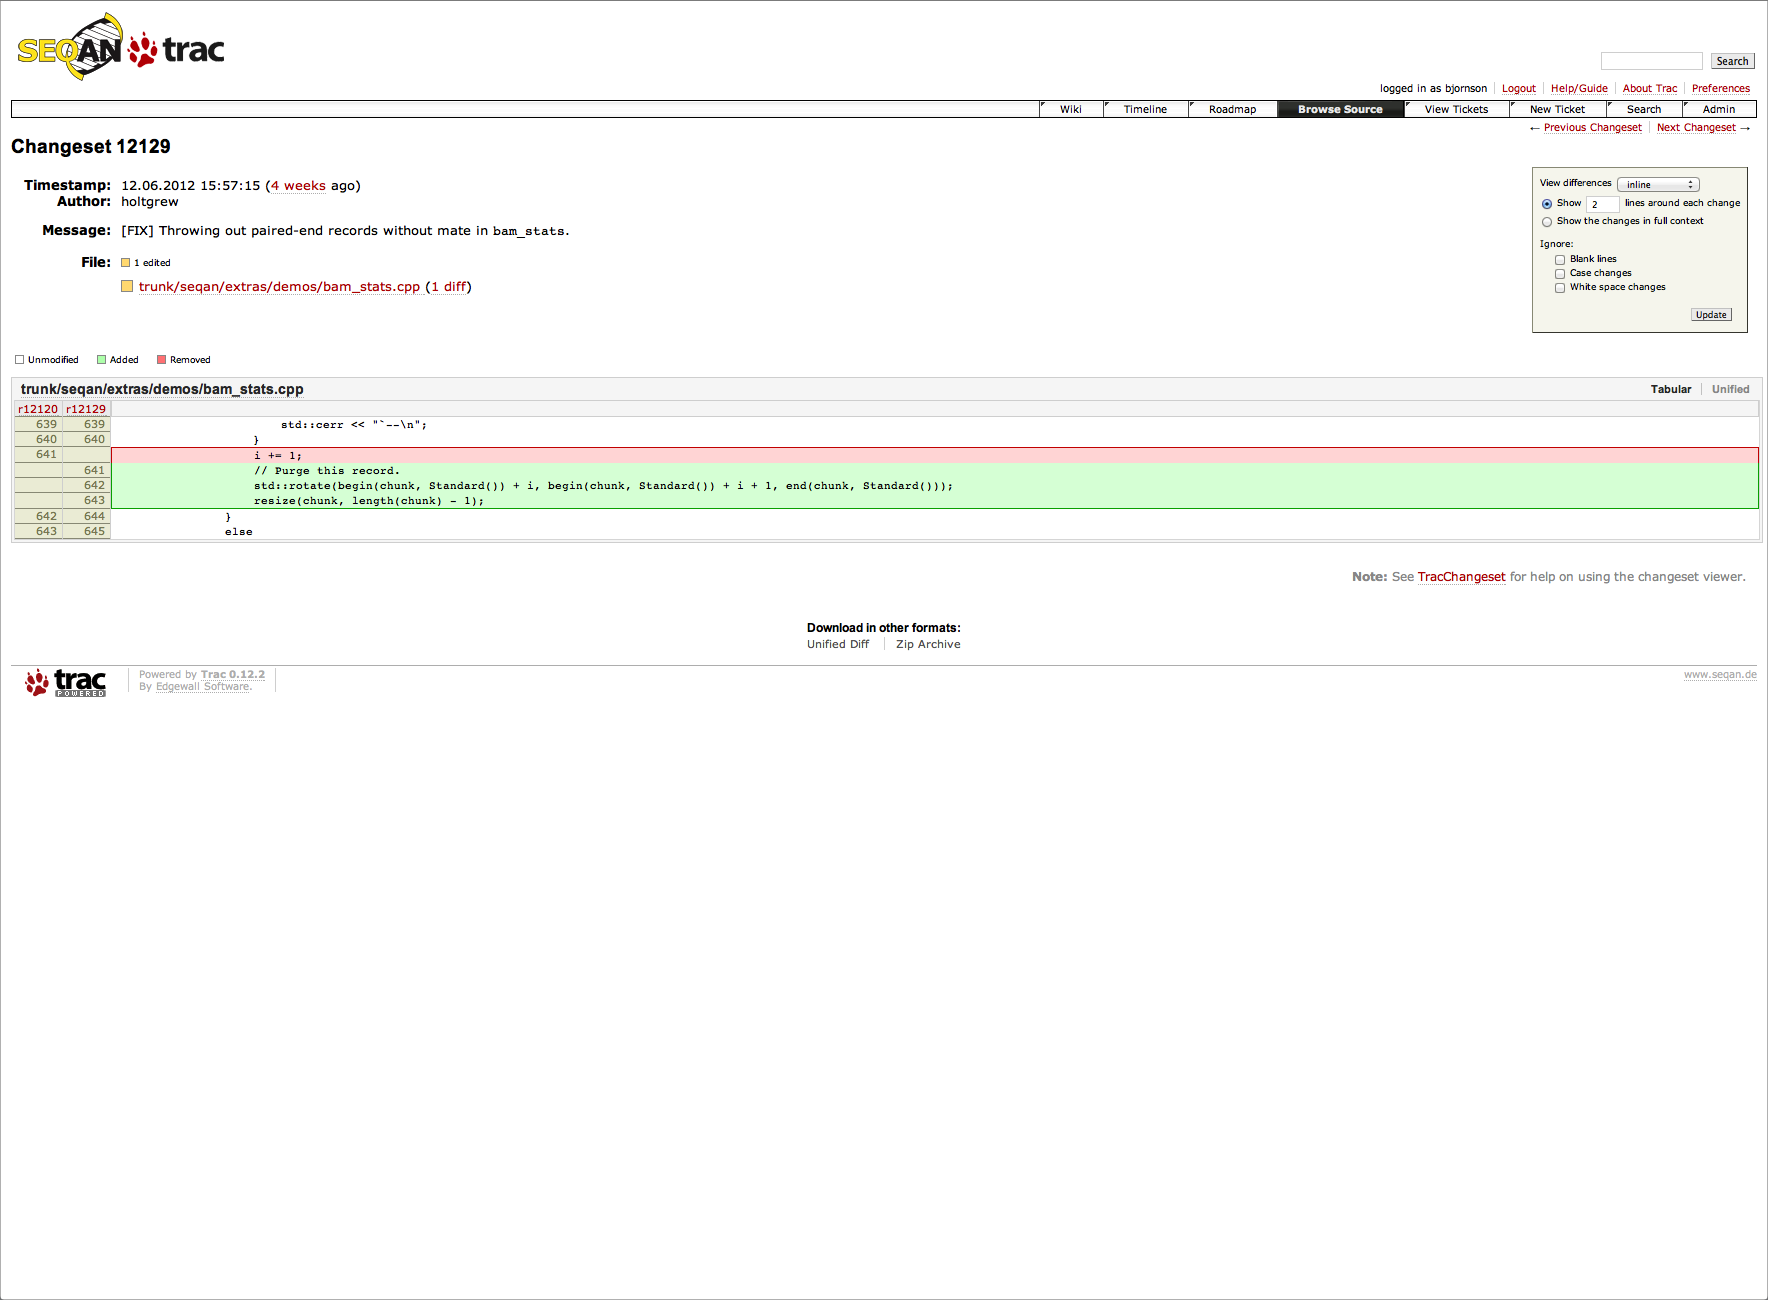 SEQAN trac
Search
logged in as bjornson Logout Help/Guide About Trac Preferences
Wiki Timeline Roadmap Browse Source View Tickets New Ticket Search Admin
← Previous Changeset Next Changeset →
Changeset 12129
Timestamp: 12.06.2012 15:57:15 (4 weeks ago)
Author: holtgrew
Message: [FIX] Throwing out paired-end records without mate in bam_stats.
File: 1 edited
trunk/seqan/extras/demos/bam_stats.cpp (1 diff)
View differences inline
Show 2 lines around each change
Show the changes in full context
Ignore:
Blank lines
Case changes
White space changes
Update
Unmodified Added Removed
trunk/seqan/extras/demos/bam_stats.cpp Tabular Unified
r12120 r12129
639 639 std::cerr << "`--\n";
640 640 }
641 i += 1;
641 // Purge this record.
642 std::rotate(begin(chunk, Standard()) + i, begin(chunk, Standard()) + i + 1, end(chunk, Standard()));
643 resize(chunk, length(chunk) - 1);
642 644 }
643 645 else
Note: See TracChangeset for help on using the changeset viewer.
Download in other formats:
Unified Diff Zip Archive
trac POWERED
Powered by Trac 0.12.2
By Edgewall Software.
www.seqan.de